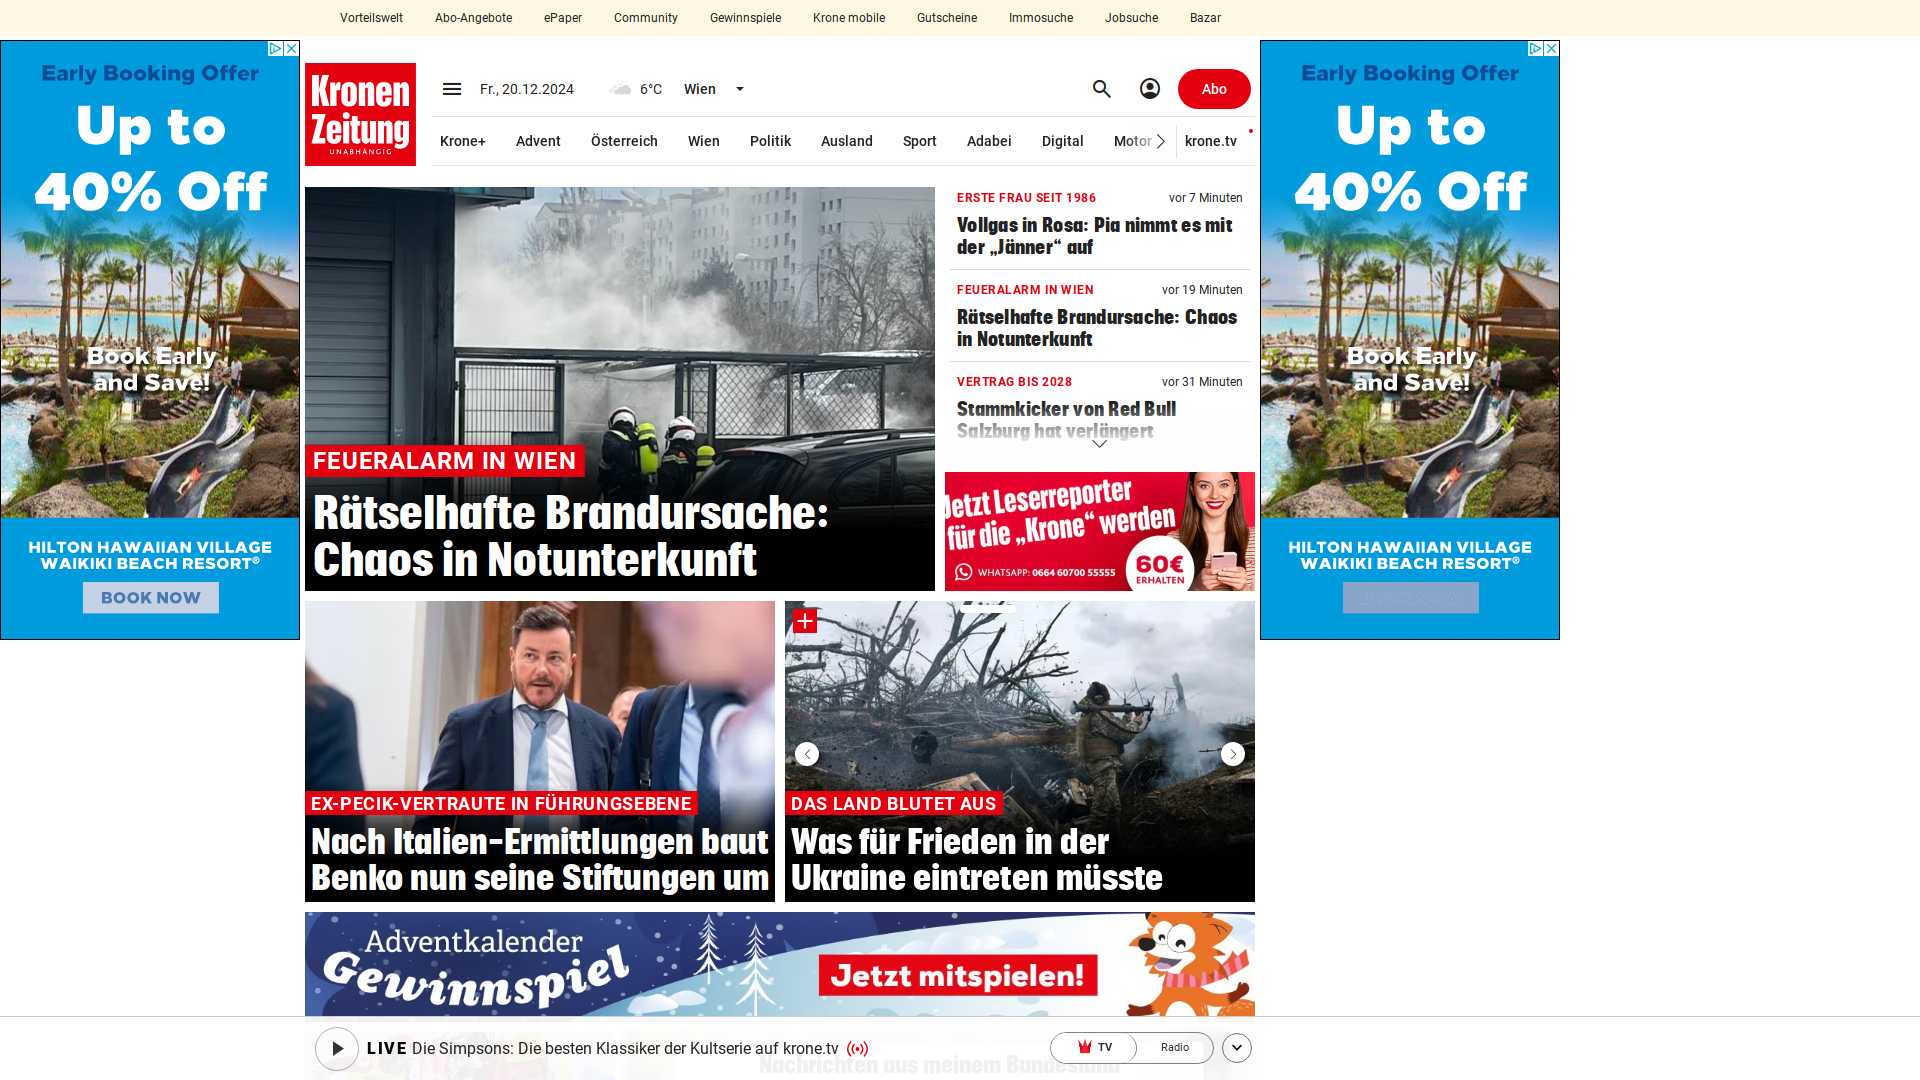 Vorteilswelt Abo-Angebote ePaper Community Gewinnspiele Krone mobile Gutscheine Immosuche Jobsuche Bazar
Early Booking Offer
Up to
40% Off
Book Early
and Save!
HILTON HAWAIIAN VILLAGE
WAIKIKI BEACH RESORT®
BOOK NOW
Kronen
Zeitung
UNABHÄNGIG
Fr., 20.12.2024 6°C Wien
Abo
Krone+ Advent Österreich Wien Politik Ausland Sport Adabei Digital Motor krone.tv
FEUERALARM IN WIEN
Rätselhafte Brandursache:
Chaos in Notunterkunft
ERSTE FRAU SEIT 1986 vor 7 Minuten
Vollgas in Rosa: Pia nimmt es mit
der „Jänner“ auf
FEUERALARM IN WIEN vor 19 Minuten
Rätselhafte Brandursache: Chaos
in Notunterkunft
VERTRAG BIS 2028 vor 31 Minuten
Stammkicker von Red Bull
Salzburg hat verlängert
Jetzt Leserreporter
für die „Krone“ werden
WHATSAPP: 0664 60700 55555
60€
ERHALTEN
EX-PECIK-VERTRAUTE IN FÜHRUNGSEBENE
Nach Italien-Ermittlungen baut
Benko nun seine Stiftungen um
DAS LAND BLUTET AUS
Was für Frieden in der
Ukraine eintreten müsste
Adventkalender
Gewinnspiel
Jetzt mitspielen!
Early Booking Offer
Up to
40% Off
Book Early
and Save!
HILTON HAWAIIAN VILLAGE
WAIKIKI BEACH RESORT®
LIVE Die Simpsons: Die besten Klassiker der Kultserie auf krone.tv
TV Radio
Nachrichten aus meinem Bundesland